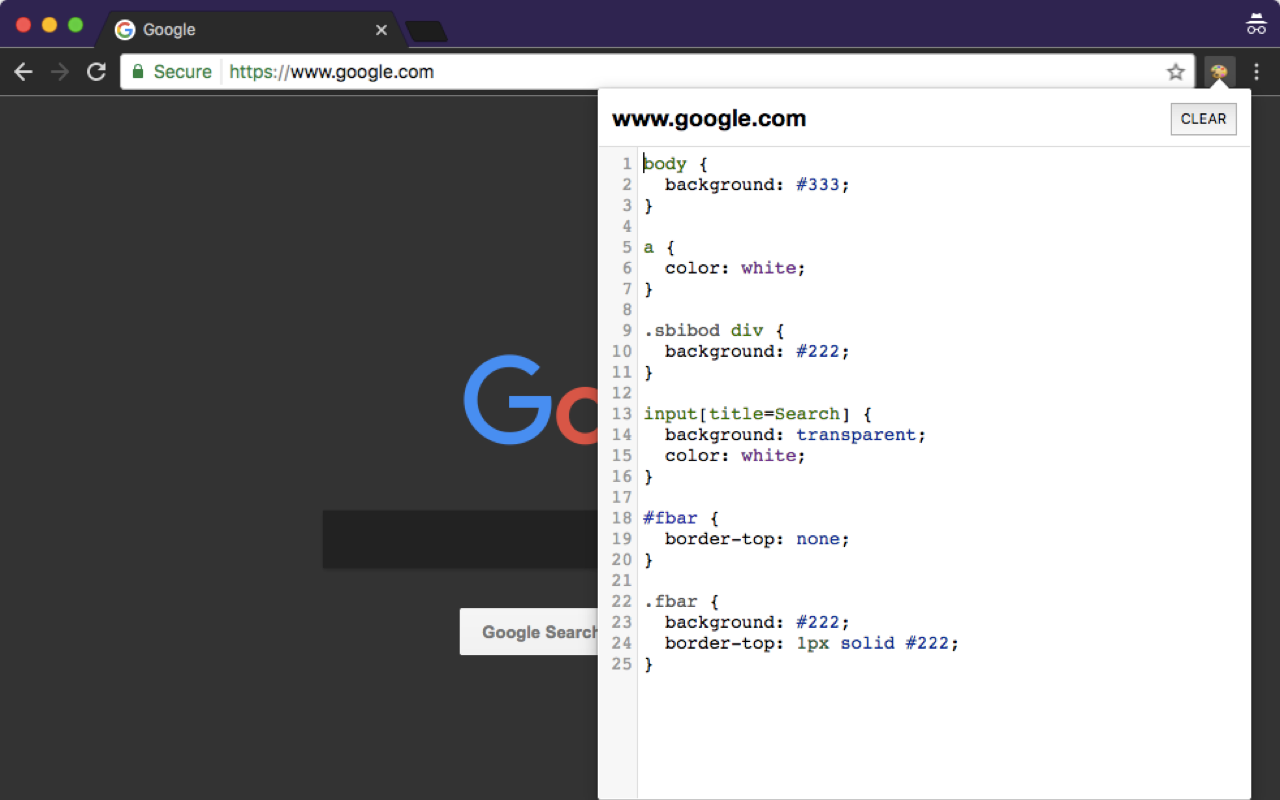 Google
Secure https://www.google.com
www.google.com
CLEAR
1 body {
2   background: #333;
3 }
4
5 a {
6   color: white;
7 }
8
9 .sbibod div {
10   background: #222;
11 }
12
13 input[title=Search] {
14   background: transparent;
15   color: white;
16 }
17
18 #fbar {
19   border-top: none;
20 }
21
22 .fbar {
23   background: #222;
24   border-top: 1px solid #222;
25 }
Go
Google Search